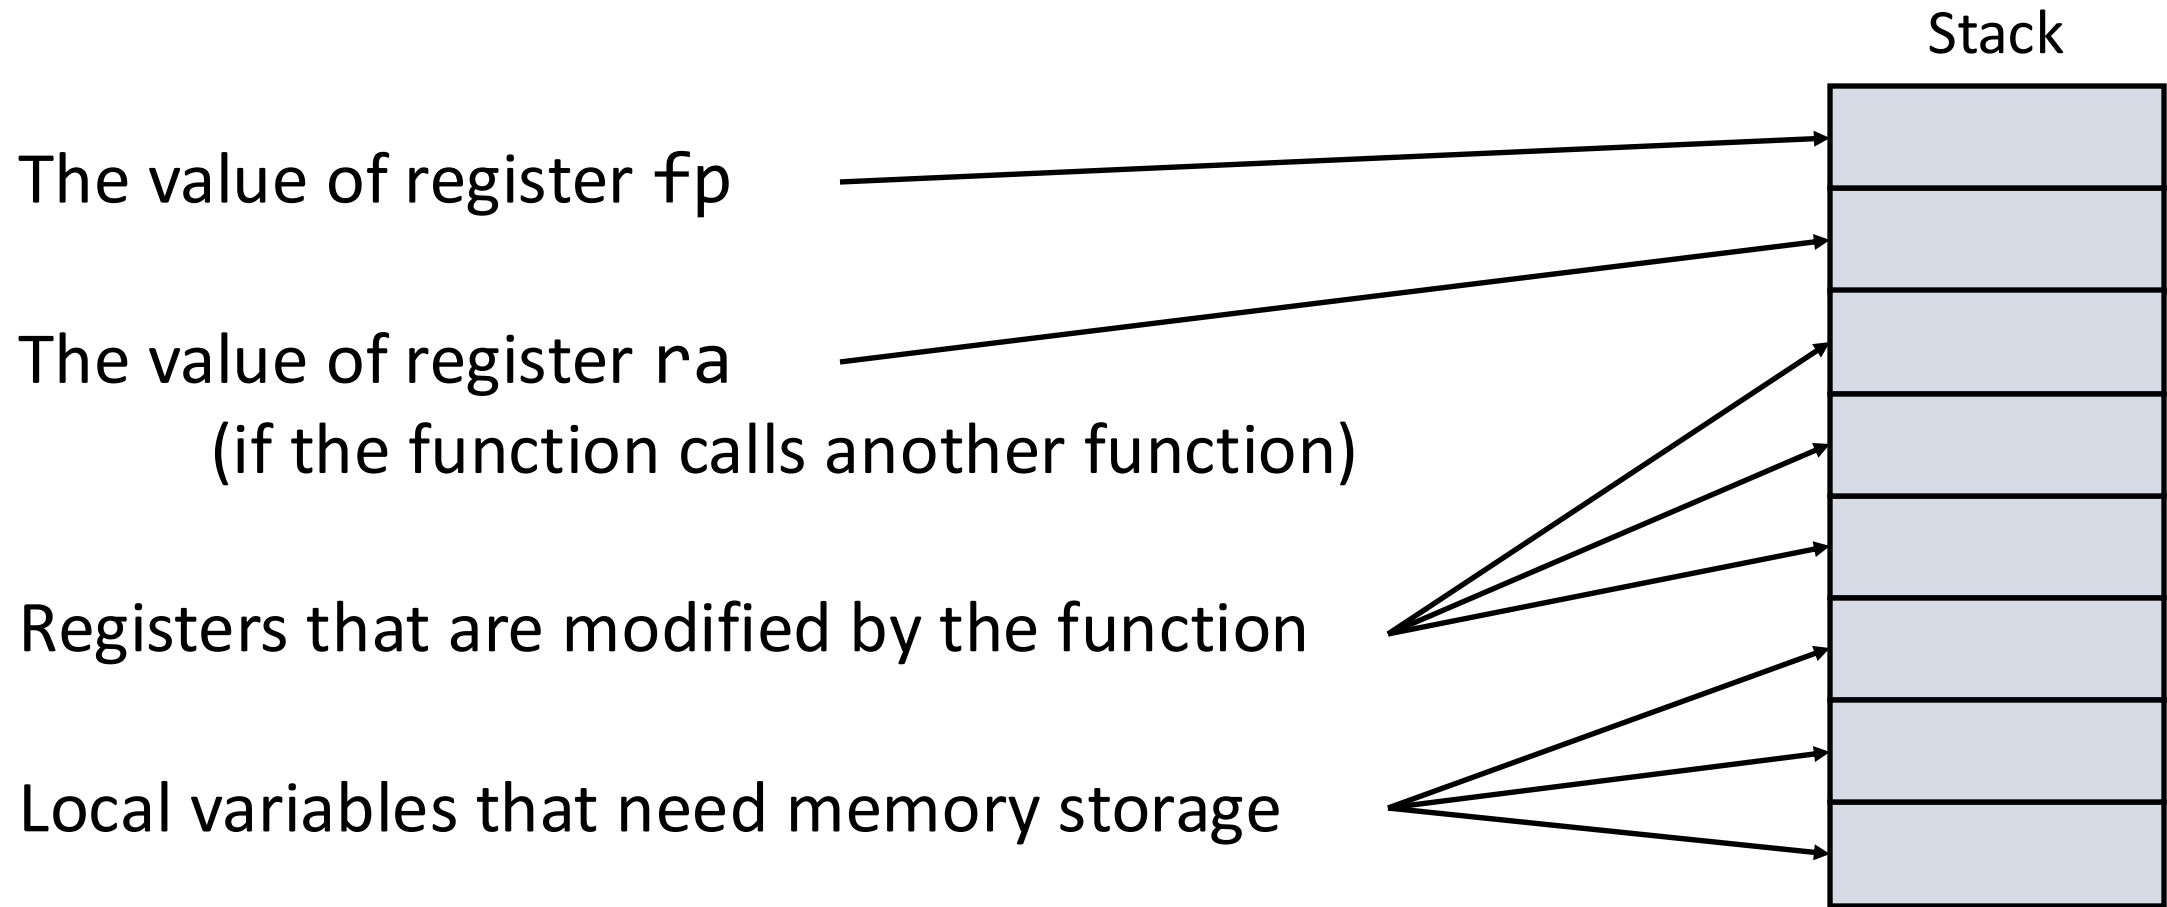 Stack
The value of register fp
The value of register ra
(if the function calls another function)
Registers that are modified by the function
Local variables that need memory storage